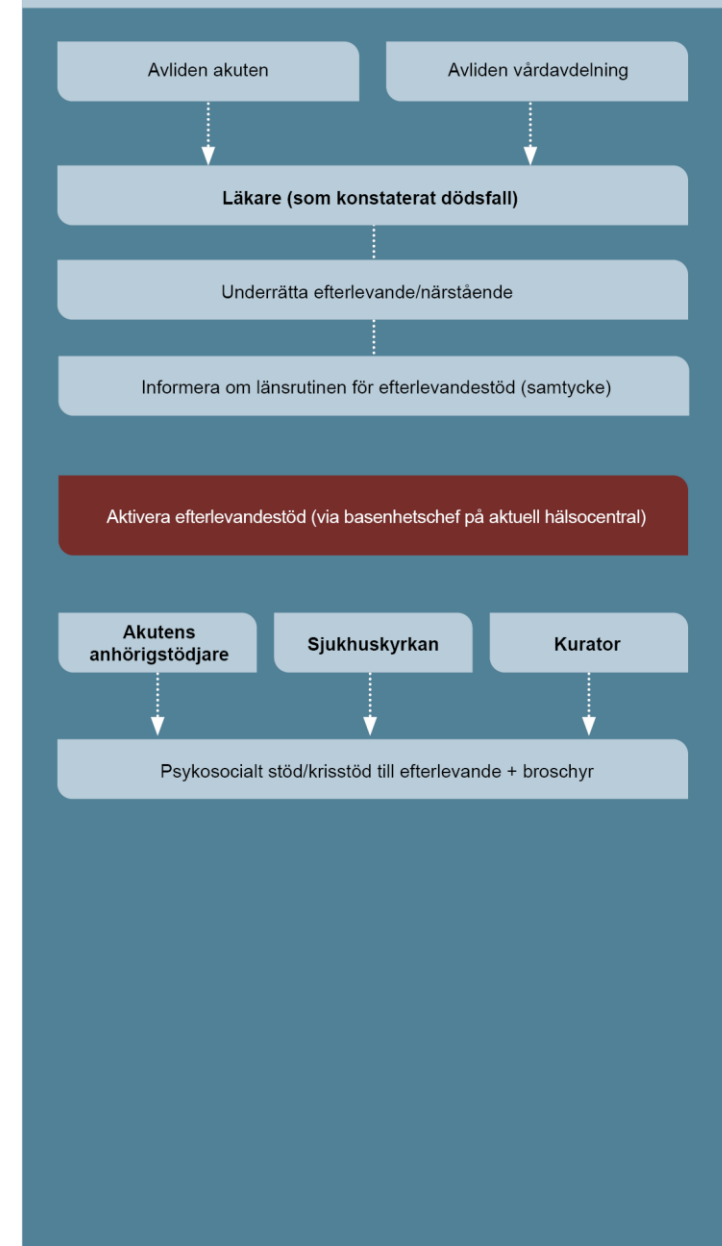 Avliden akuten
Avliden vårdavdelning
Läkare (som konstaterat dödsfall)
Underrätta efterlevande/närstående
Informera om länsrutinen för efterlevandestöd (samtycke)
Aktivera efterlevandestöd (via basenhetschef på aktuell hälsocentral)
Akutens
anhörigstödjare
Sjukhuskyrkan
Kurator
Psykosocialt stöd/krisstöd till efterlevande + broschyr